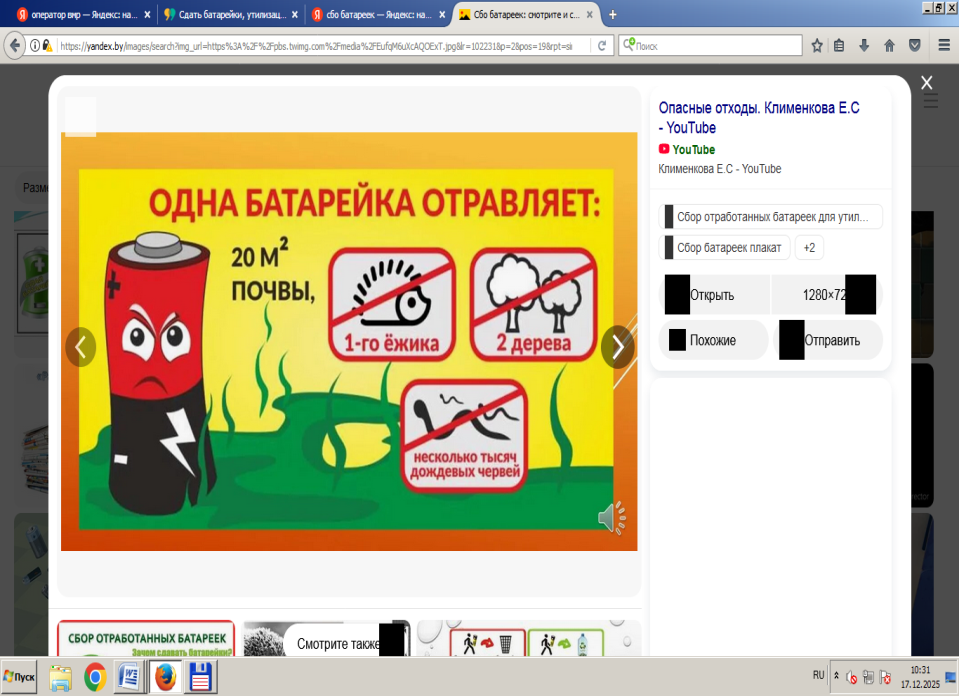 оператор вмр — Яндекс: на...
Сдать батарейки, утилизац...
сбо батареек — Яндекс: на...
Сбо батареек: смотрите и с...
https://yandex.by/images/search?img_url=https%3A%2F%2Fpbs.twimg.com%2Fmedia%2FEufqM6uXcAQOExT.jpg&lr=102231&p=2&pos=19&rpt=si
Поиск
Разме
ОДНА БАТАРЕЙКА ОТРАВЛЯЕТ:
20 М²
ПОЧВЫ,
1-го ёжика
2 дерева
несколько тысяч
дождевых червей
Опасные отходы. Клименкова Е.С
- YouTube
YouTube
Клименкова Е.С - YouTube
Сбор отработанных батареек для утил...
Сбор батареек плакат
+2
Открыть
1280×72
Похожие
Отправить
СБОР ОТРАБОТАННЫХ БАТАРЕЕК
Зачем сдавать батарейки?
Смотрите также
Пуск
RU
10:31
17.12.2025